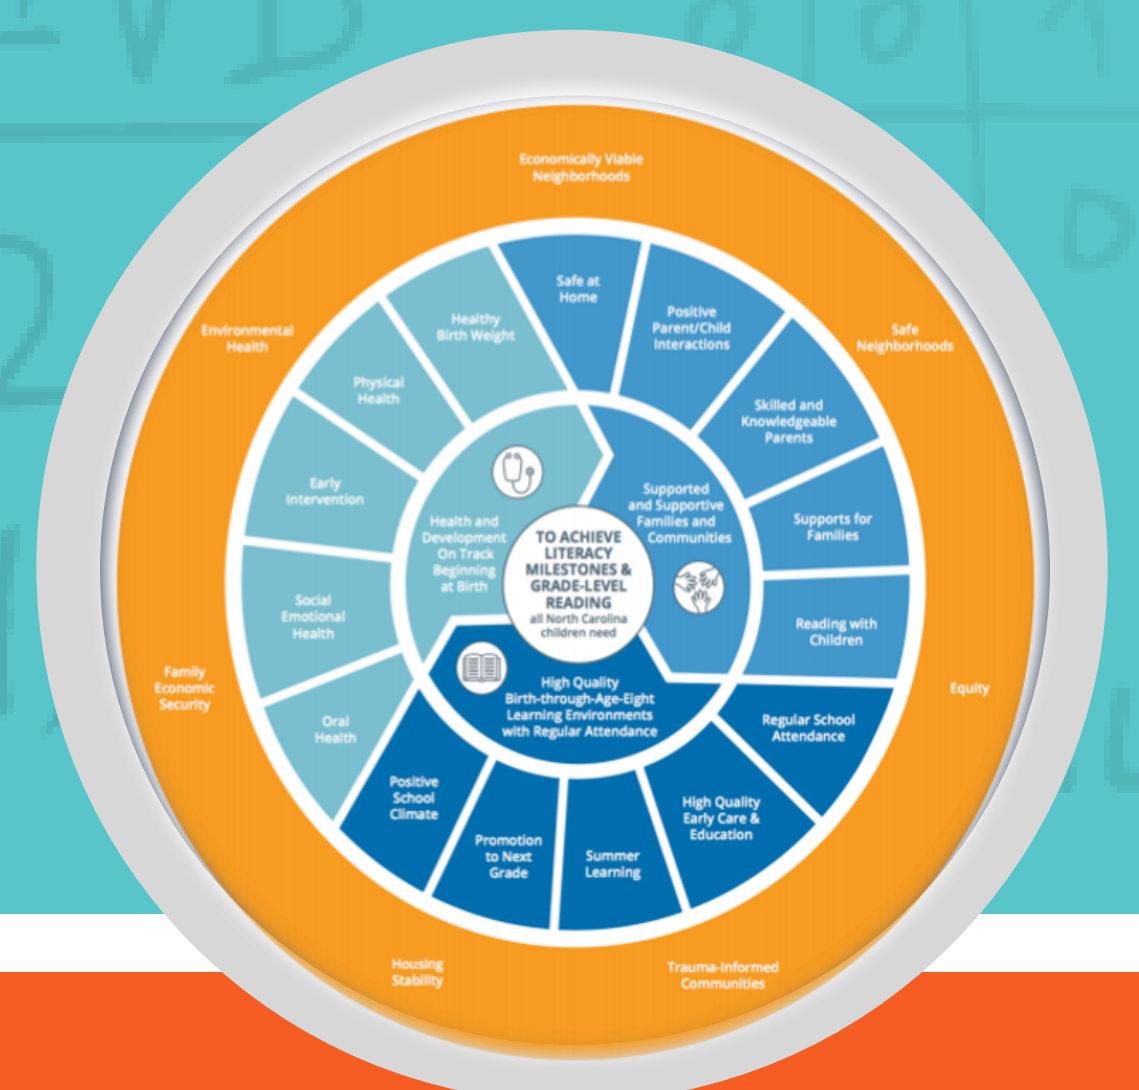 Economically Viable
Neighborhoods
Safe
Neighborhoods
Equity
Trauma-Informed
Communities
Housing
Stability
Family
Economic
Security
Environmental
Health
Safe at
Home
Positive
Parent/Child
Interactions
Skilled and
Knowledgeable
Parents
Supports for
Families
Reading with
Children
Regular School
Attendance
High Quality
Early Care &
Education
Summer
Learning
Promotion
to Next
Grade
Positive
School
Climate
Oral
Health
Social
Emotional
Health
Early
Intervention
Physical
Health
Healthy
Birth Weight
Health and
Development
On Track
Beginning
at Birth
Supported
and Supportive
Families and
Communities
High Quality
Birth-through-Age-Eight
Learning Environments
with Regular Attendance
TO ACHIEVE
LITERACY
MILESTONES &
GRADE-LEVEL
READING
all North Carolina
children need